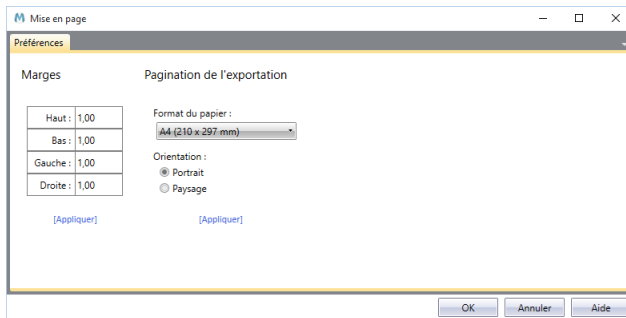 Mise en page
Préférences
Marges
Pagination de l'exportation
Haut : 1,00
Bas : 1,00
Gauche : 1,00
Droite : 1,00
[Appliquer]
Format du papier :
A4 (210 x 297 mm)
Orientation :
Portrait
Paysage
[Appliquer]
OK
Annuler
Aide